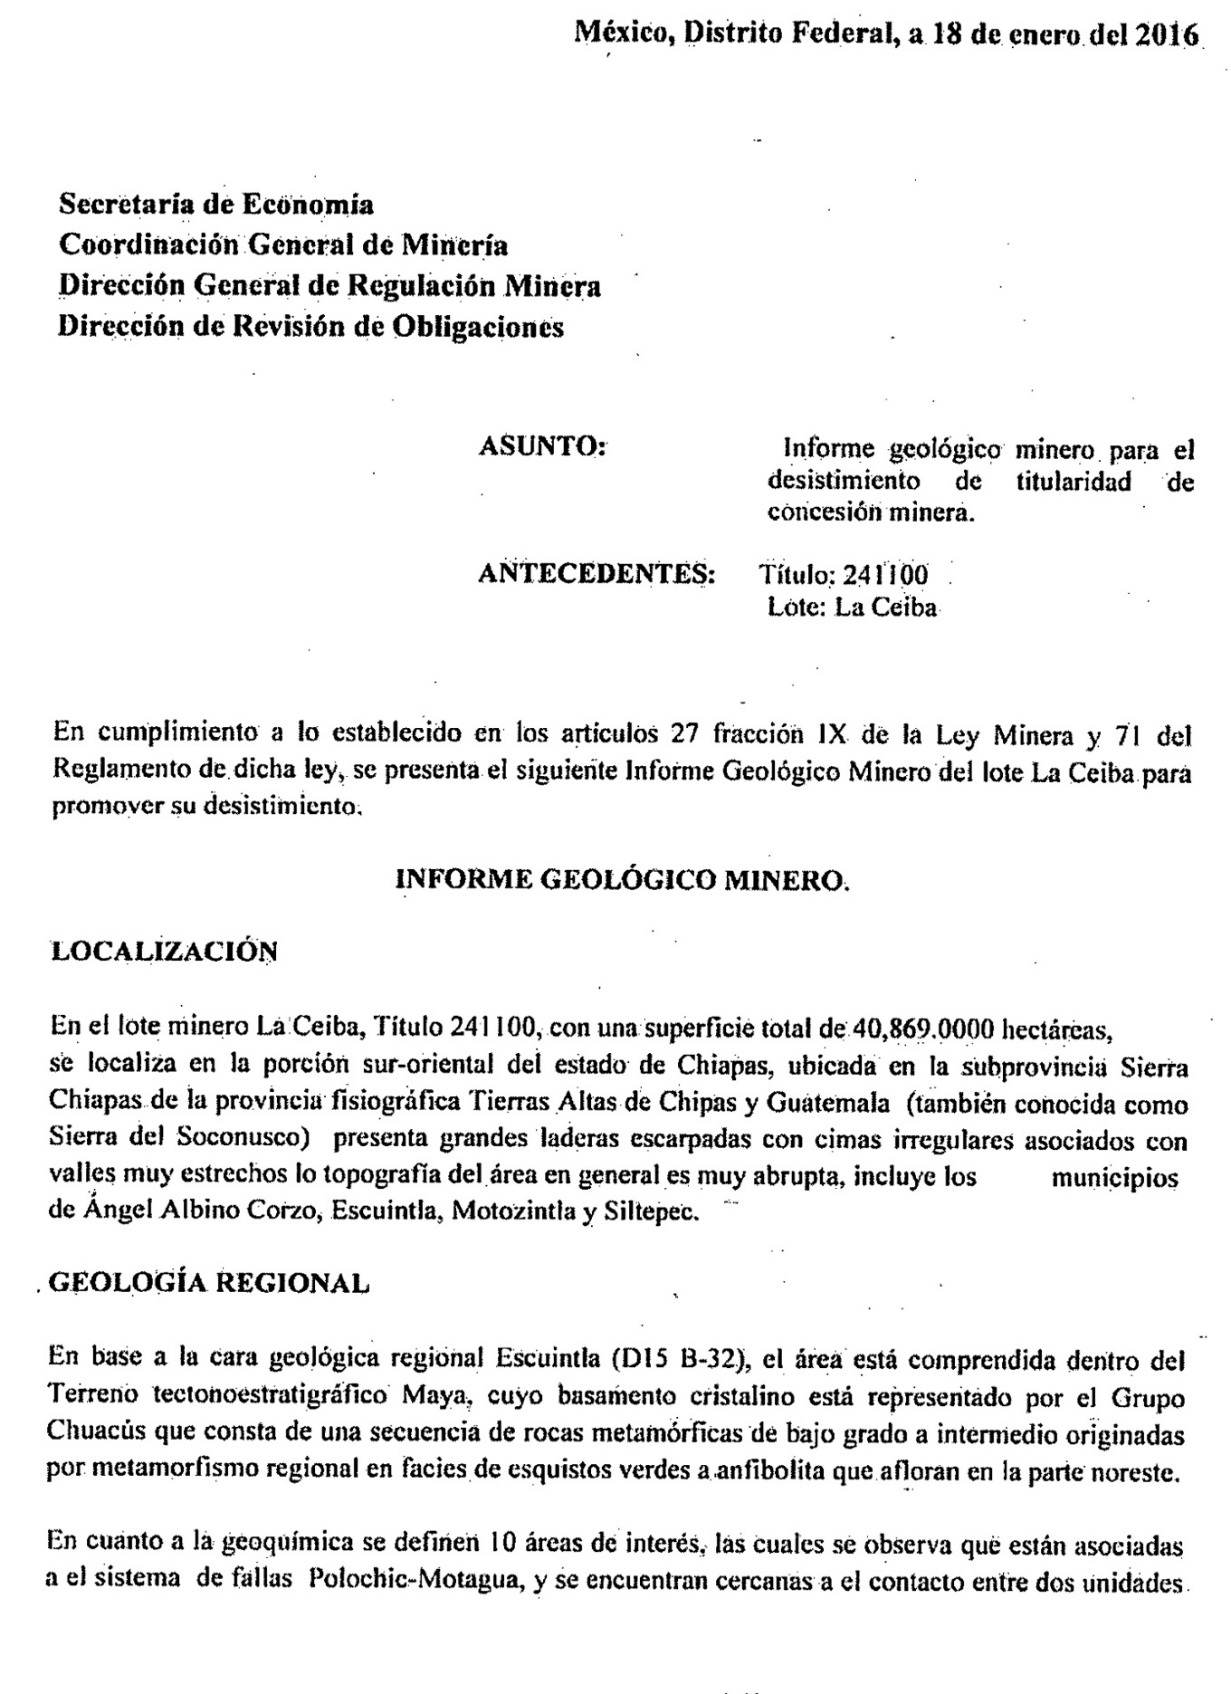 México, Distrito Federal, a 18 de enero del 2016
Secretaría de Economía
Coordinación General de Minería
Dirección General de Regulación Minera
Dirección de Revisión de Obligaciones
ASUNTO: Informe geológico minero para el
desistimiento de titularidad de
concesión minera.
ANTECEDENTES: Título: 241100
Lote: La Ceiba
En cumplimiento a lo establecido en los articulos 27 fracción IX de la Ley Minera y 71 del
Reglamento de dicha ley, se presenta el siguiente Informe Geológico Minero del lote La Ceiba para
promover su desistimiento.
INFORME GEOLÓGICO MINERO.
LOCALIZACIÓN
En el lote minero La Ceiba, Título 241100, con una superficie total de 40,869.0000 hectáreas,
se localiza en la porción sur-oriental del estado de Chiapas, ubicada en la subprovincia Sierra
Chiapas de la provincia fisiográfica Tierras Altas de Chipas y Guatemala (también conocida como
Sierra del Soconusco) presenta grandes laderas escarpadas con cimas irregulares asociados con
valles muy estrechos lo topografía del área en general es muy abrupta, incluye los municipios
de Ángel Albino Corzo, Escuintla, Motozintla y Siltepec.
GEOLOGÍA REGIONAL
En base a la cara geológica regional Escuintla (D15 B-32), el área está comprendida dentro del
Terreno tectonoestratigráfico Maya, cuyo basamento cristalino está representado por el Grupo
Chuacús que consta de una secuencia de rocas metamórficas de bajo grado a intermedio originadas
por metamorfismo regional en facies de esquistos verdes a anfibolita que afloran en la parte noreste.
En cuanto a la geoquímica se definen 10 áreas de interés, las cuales se observa que están asociadas
a el sistema de fallas Polochic-Motagua, y se encuentran cercanas a el contacto entre dos unidades